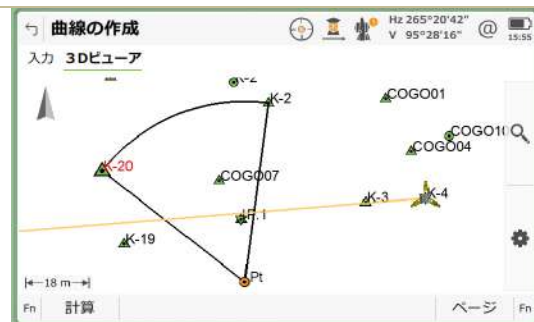 曲線の作成
Hz 265°20'42"
V 95°28'16"
@
15:55
入力 3Dビューア
K-2
K-2
COGO01
COGO10
COGO04
K-20
COGO07
K-3
K-4
K-19
Pt
18 m
Fn 計算 ページ Fn